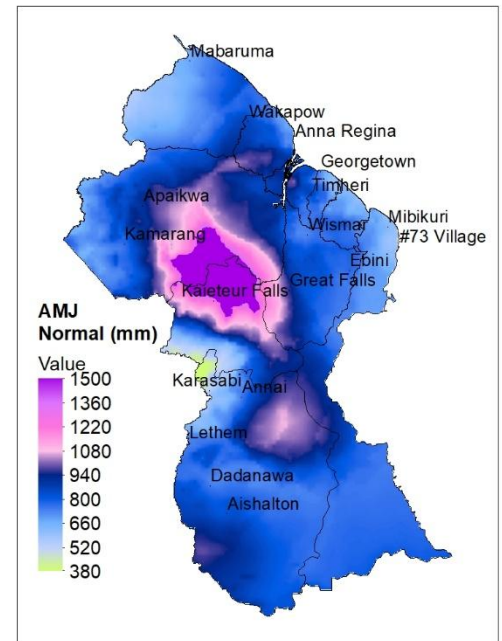 Mabaruma
Wakapow
Anna Regina
Georgetown
Apaikwa
Timheri
Mibikuri
Kamarang
Wismar
#73 Village
Ebini
Great Falls
Kaieteur Falls
AMJ
Normal (mm)
Value
1500
1360
1220
1080
940
800
660
520
380
Karasabi
Annai
Lethem
Dadanawa
Aishalton